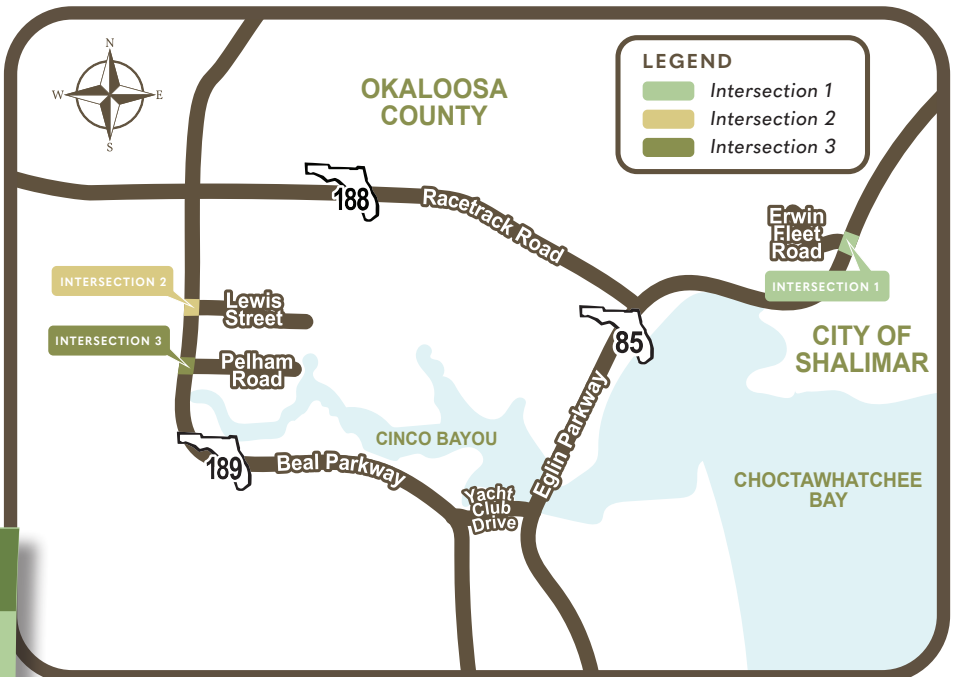 N
W
E
S
OKALOOSA
COUNTY
LEGEND
Intersection 1
Intersection 2
Intersection 3
188
Racetrack Road
Erwin
Fleet
Road
INTERSECTION 1
INTERSECTION 2
Lewis
Street
INTERSECTION 3
Pelham
Road
85
CITY OF
SHALIMAR
Eglin Parkway
CINCO BAYOU
189
Beal Parkway
Yacht
Club
Drive
CHOCTAWHATCHEE
BAY